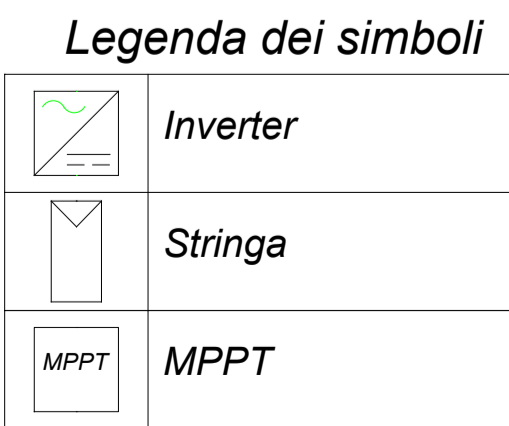 Legenda dei simboli
Inverter
Stringa
MPPT MPPT